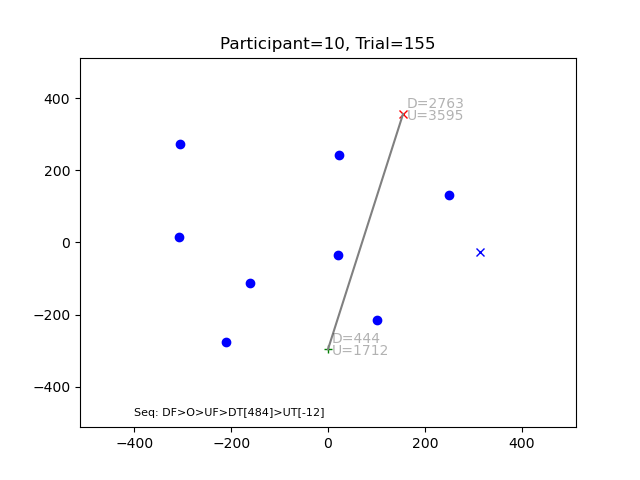 Participant=10, Trial=155
400
200
0
−200
−400
D=2763
U=3595
D=444
U=1712
Seq: DF>O>UF>DT[484]>UT[-12]
−400
−200
0
200
400